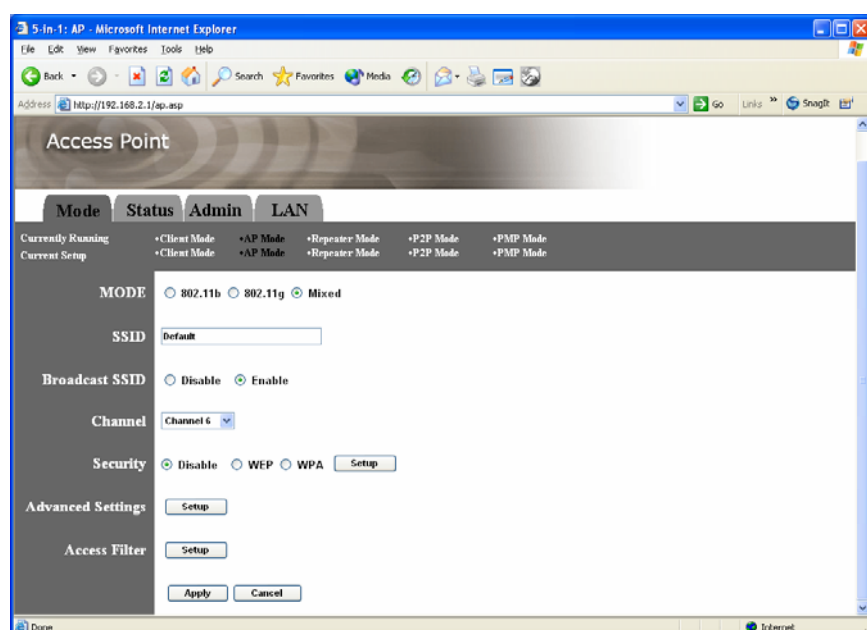 5-in-1: AP - Microsoft Internet Explorer
File Edit View Favorites Tools Help
Back Search Favorites Media
Address http://192.168.2.1/ap.asp Go Links » SnagIt
Access Point
Mode Status Admin LAN
Currently Running •Client Mode •AP Mode •Repeater Mode •P2P Mode •PMP Mode
Current Setup •Client Mode •AP Mode •Repeater Mode •P2P Mode •PMP Mode
MODE 802.11b 802.11g Mixed
SSID Default
Broadcast SSID Disable Enable
Channel Channel 6
Security Disable WEP WPA Setup
Advanced Settings Setup
Access Filter Setup
Apply Cancel
Done Internet